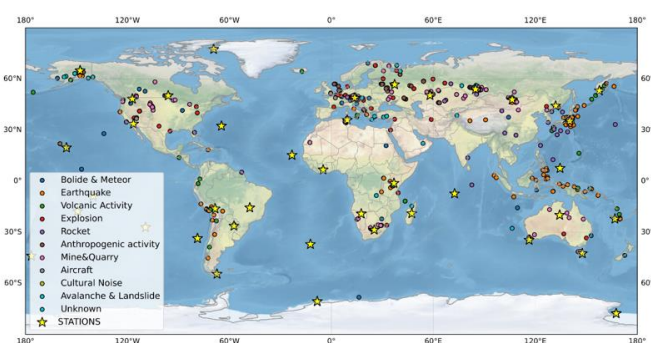 180° 120°W 60°W 0° 60°E 120°E 180°
60°N 60°N
30°N 30°N
0° 0°
30°S 30°S
60°S 60°S
Bolide & Meteor
Earthquake
Volcanic Activity
Explosion
Rocket
Anthropogenic activity
Mine&Quarry
Aircraft
Cultural Noise
Avalanche & Landslide
Unknown
STATIONS
180° 120°W 60°W 0° 60°E 120°E 180°